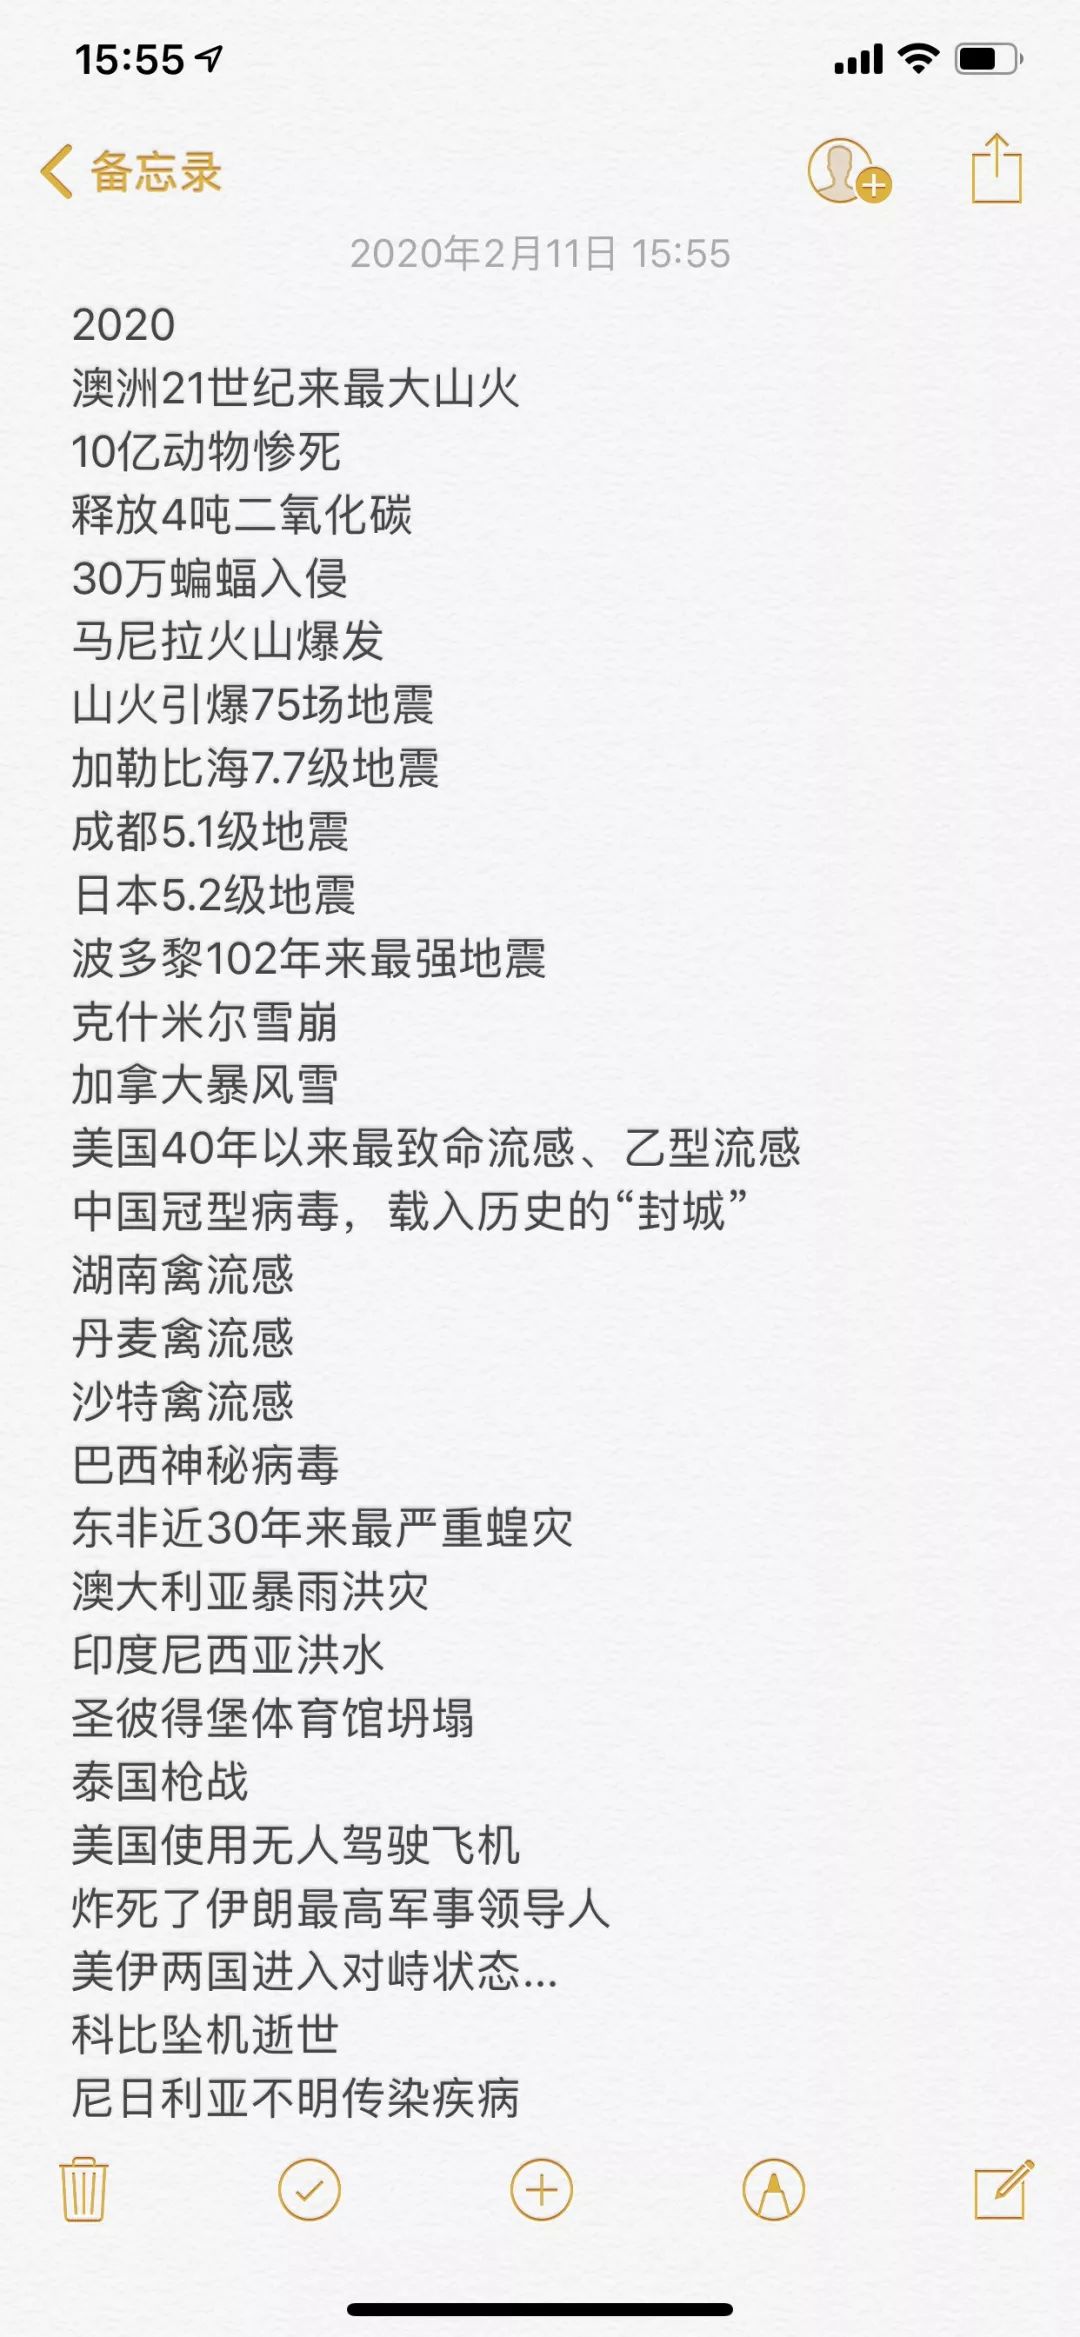 15:55
备忘录
2020年2月11日 15:55
2020
澳洲21世纪来最大山火
10亿动物惨死
释放4吨二氧化碳
30万蝙蝠入侵
马尼拉火山爆发
山火引爆75场地震
加勒比海7.7级地震
成都5.1级地震
日本5.2级地震
波多黎102年来最强地震
克什米尔雪崩
加拿大暴风雪
美国40年以来最致命流感、乙型流感
中国冠型病毒，载入历史的“封城”
湖南禽流感
丹麦禽流感
沙特禽流感
巴西神秘病毒
东非近30年来最严重蝗灾
澳大利亚暴雨洪灾
印度尼西亚洪水
圣彼得堡体育馆坍塌
泰国枪战
美国使用无人驾驶飞机
炸死了伊朗最高军事领导人
美伊两国进入对峙状态...
科比坠机逝世
尼日利亚不明传染疾病